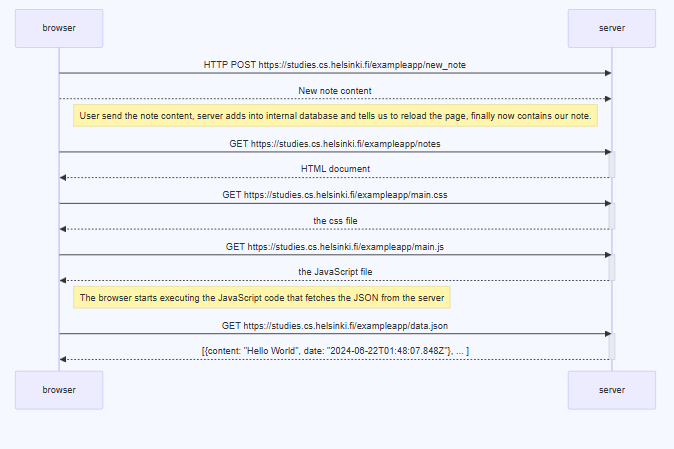 browser server
HTTP POST https://studies.cs.helsinki.fi/exampleapp/new_note
New note content
User send the note content, server adds into internal database and tells us to reload the page, finally now contains our note.
GET https://studies.cs.helsinki.fi/exampleapp/notes
HTML document
GET https://studies.cs.helsinki.fi/exampleapp/main.css
the css file
GET https://studies.cs.helsinki.fi/exampleapp/main.js
the JavaScript file
The browser starts executing the JavaScript code that fetches the JSON from the server
GET https://studies.cs.helsinki.fi/exampleapp/data.json
[{content: "Hello World", date: "2024-06-22T01:48:07.848Z"}, ... ]
browser server